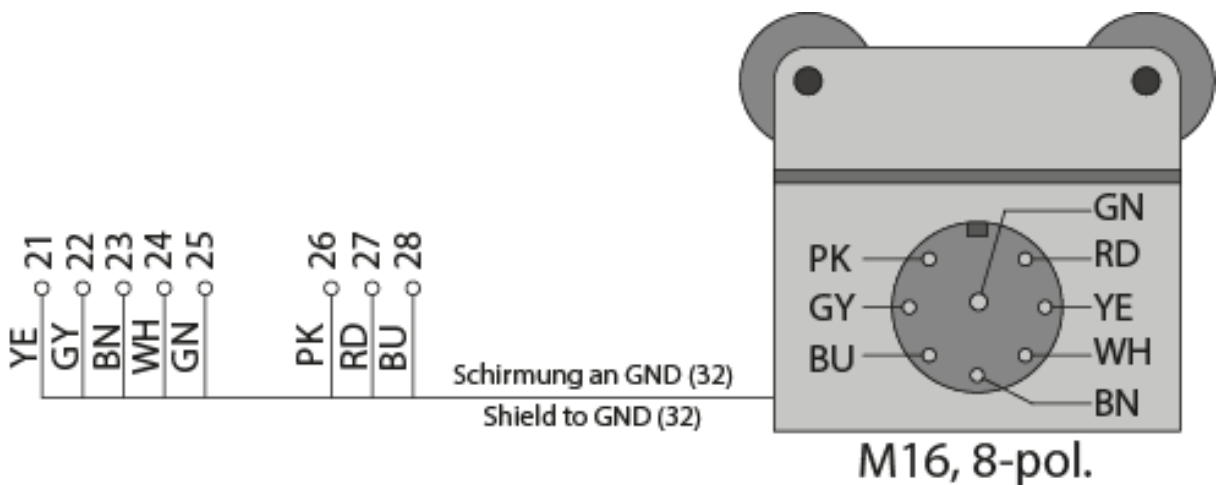 21 22 23 24 25 26 27 28
YE GY BN WH GN PK RD BU
Schirmung an GND (32)
Shield to GND (32)
GN
PK RD
GY YE
BU WH
BN
M16, 8-pol.